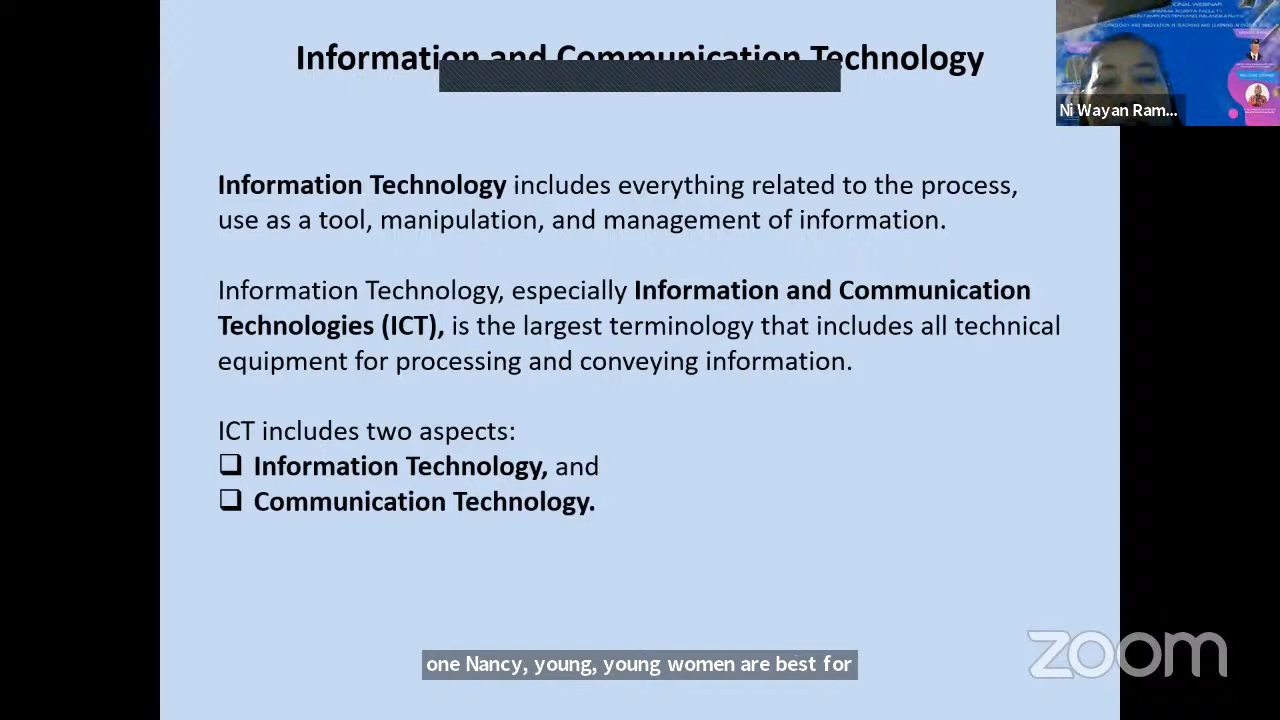 Information and Communication Technology
Information Technology includes everything related to the process,
use as a tool, manipulation, and management of information.
Information Technology, especially Information and Communication
Technologies (ICT), is the largest terminology that includes all technical
equipment for processing and conveying information.
ICT includes two aspects:
❑ Information Technology, and
❑ Communication Technology.
one Nancy, young, young women are best for
Ni Wayan Ram...
zoom